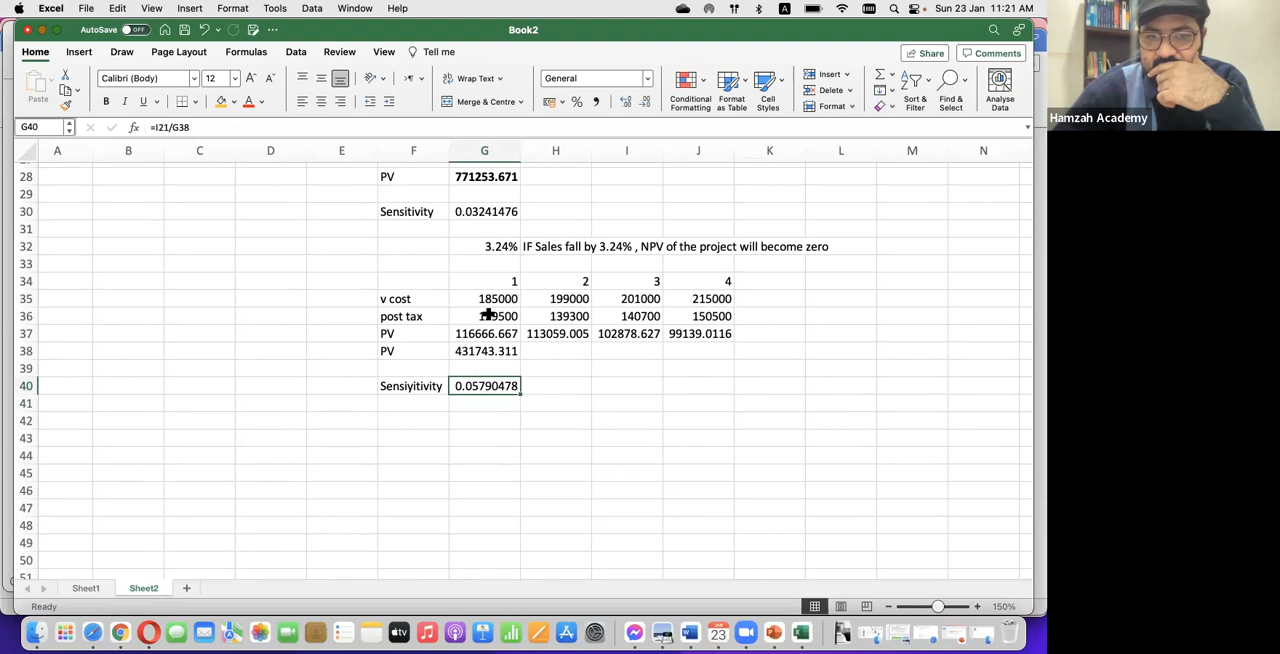 Excel File Edit View Insert Format Tools Data Window Help A Sun 23 Jan 11:21 AM
AutoSave OFF Book2
Home Insert Draw Page Layout Formulas Data Review View Tell me Share Comments
Paste Calibri (Body) 12 Wrap Text General Conditional Formatting Format as Table Cell Styles Insert Delete Format Sort & Filter Find & Select Analyse Data
B I U A Merge & Centre %
G40 fx =I21/G38
A B C D E F G H I J K L M N
28 PV 771253.671
29
30 Sensitivity 0.03241476
31
32 3.24% IF Sales fall by 3.24% , NPV of the project will become zero
33
34 1 2 3 4
35 v cost 185000 199000 201000 215000
36 post tax 139300 140700 150500
37 PV 116666.667 113059.005 102878.627 99139.0116
38 PV 431743.311
39
40 Sensiyitivity 0.05790478
41
42
43
44
45
46
47
48
49
50
51
Sheet1 Sheet2 +
Ready 150%
Hamzah Academy
JAN
23
tv